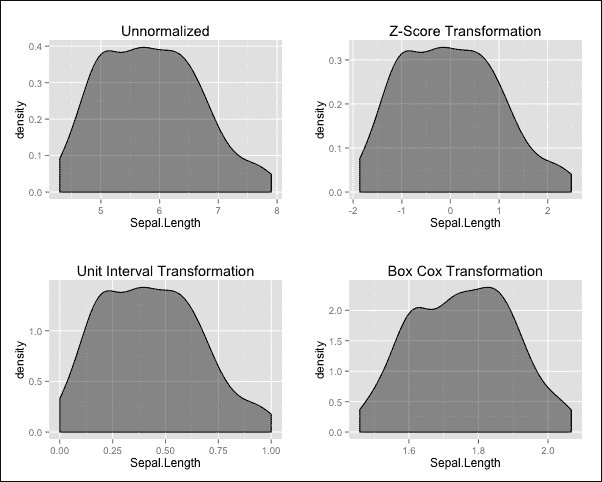 Unnormalized
0.4
0.3
0.2
0.1
0.0
density
5 6 7 8
Sepal.Length
Z-Score Transformation
0.3
0.2
0.1
0.0
density
-2 -1 0 1 2
Sepal.Length
Unit Interval Transformation
1.0
0.5
0.0
density
0.00 0.25 0.50 0.75 1.00
Sepal.Length
Box Cox Transformation
2.0
1.5
1.0
0.5
0.0
density
1.6 1.8 2.0
Sepal.Length